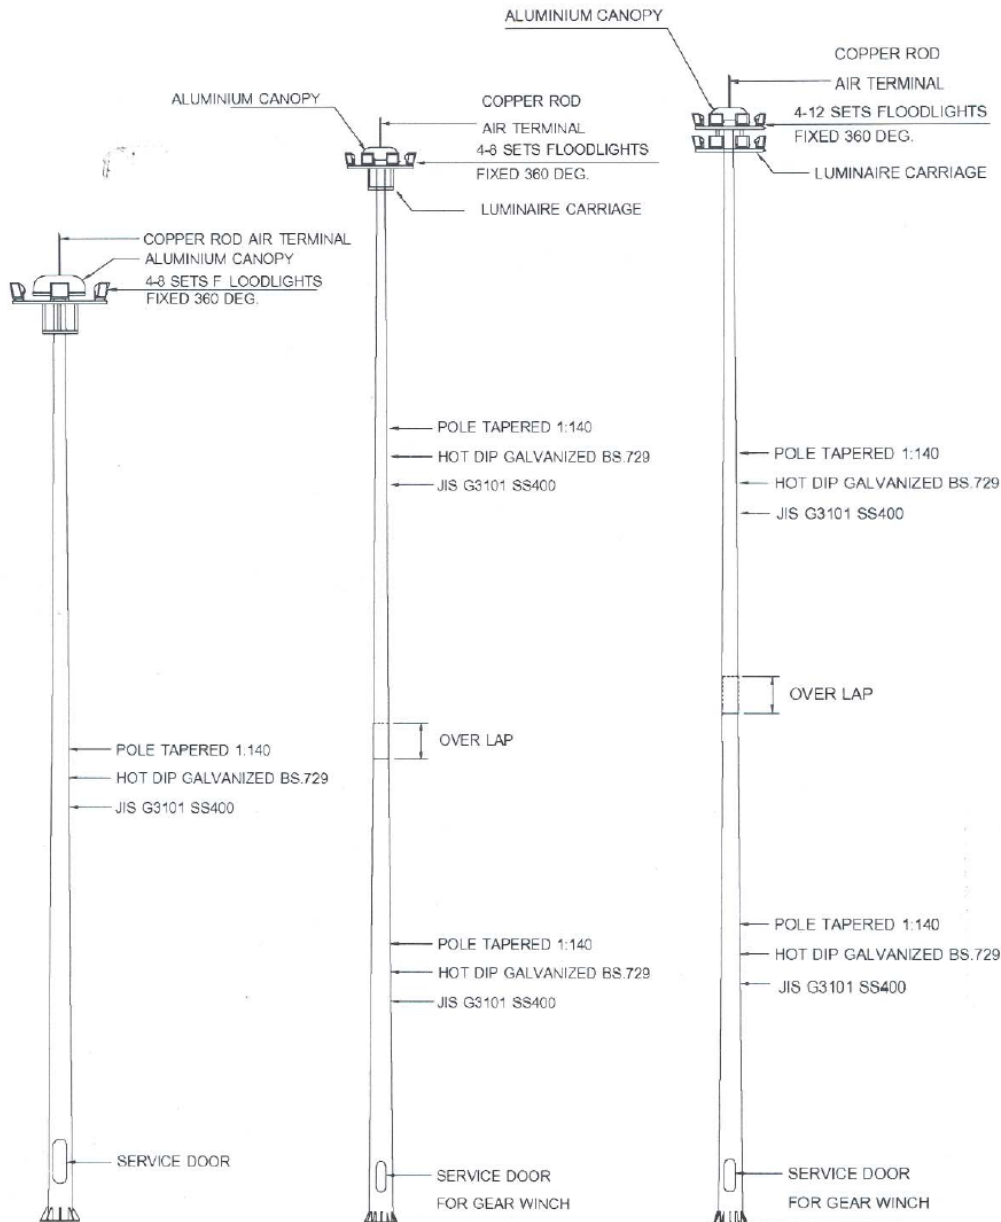 ALUMINIUM CANOPY
COPPER ROD
AIR TERMINAL
4-12 SETS FLOODLIGHTS
FIXED 360 DEG.
LUMINAIRE CARRIAGE
ALUMINIUM CANOPY
COPPER ROD
AIR TERMINAL
4-8 SETS FLOODLIGHTS
FIXED 360 DEG.
LUMINAIRE CARRIAGE
COPPER ROD AIR TERMINAL
ALUMINIUM CANOPY
4-8 SETS F LOODLIGHTS
FIXED 360 DEG.
POLE TAPERED 1:140
HOT DIP GALVANIZED BS.729
JIS G3101 SS400
POLE TAPERED 1:140
HOT DIP GALVANIZED BS.729
JIS G3101 SS400
OVER LAP
OVER LAP
POLE TAPERED 1:140
HOT DIP GALVANIZED BS.729
JIS G3101 SS400
POLE TAPERED 1:140
HOT DIP GALVANIZED BS.729
JIS G3101 SS400
POLE TAPERED 1:140
HOT DIP GALVANIZED BS.729
JIS G3101 SS400
SERVICE DOOR
SERVICE DOOR
FOR GEAR WINCH
SERVICE DOOR
FOR GEAR WINCH